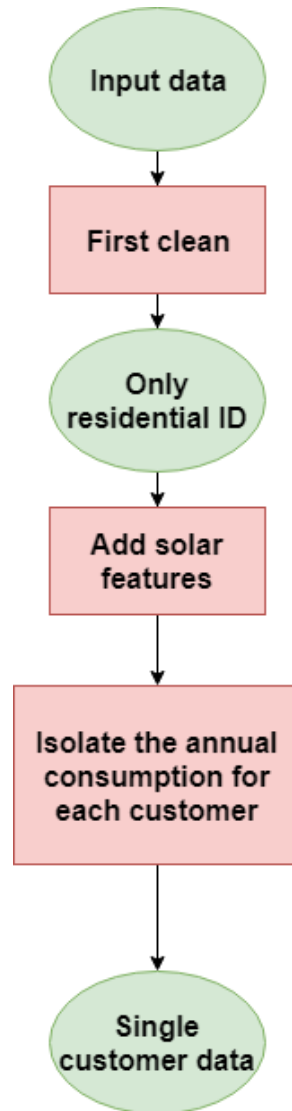 Input data
First clean
Only
residential ID
Add solar
features
Isolate the annual
consumption for
each customer
Single
customer data